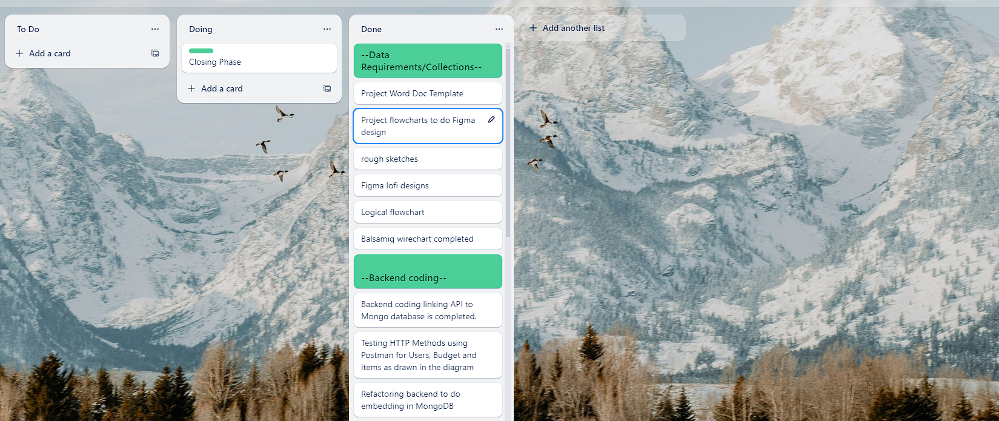 To Do
Add a card
Doing
Closing Phase
Add a card
Done
--Data
Requirements/Collections--
Project Word Doc Template
Project flowcharts to do Figma
design
rough sketches
Figma lofi designs
Logical flowchart
Balsamiq wirechart completed
--Backend coding--
Backend coding linking API to
Mongo database is completed.
Testing HTTP Methods using
Postman for Users, Budget and
items as drawn in the diagram
Refactoring backend to do
embedding in MongoDB
Add another list